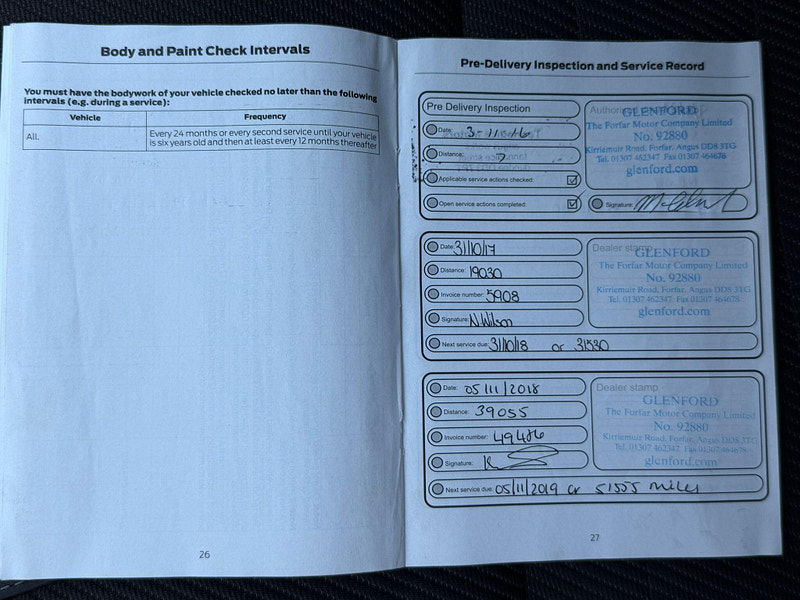 Body and Paint Check Intervals
You must have the bodywork of your vehicle checked no later than the following
intervals (e.g. during a service):
Vehicle Frequency
All. Every 24 months or every second service until your vehicle
is six years old and then at least every 12 months thereafter
26
Pre-Delivery Inspection and Service Record
Pre Delivery Inspection
Date: 3-11-16
Distance: 7
Applicable service actions checked:
Open service actions completed:
GLENFORD
The Forfar Motor Company Limited
No. 92880
Kirriemuir Road, Forfar, Angus DD8 3TG
Tel. 01307 462347 Fax 01307 464678
glenford.com
Signature:
Date: 31/10/17
Distance: 19030
Invoice number: 5908
Signature: N Wilson
Next service due: 31/10/18 or 31530
Dealer stamp
GLENFORD
The Forfar Motor Company Limited
No. 92880
Kirriemuir Road, Forfar, Angus DD8 3TG
Tel. 01307 462347 Fax 01307 464678
glenford.com
Date: 05/11/2018
Distance: 39055
Invoice number: 49486
Signature:
Next service due: 05/11/2019 or 51555 miles
Dealer stamp
GLENFORD
The Forfar Motor Company Limited
No. 92880
Kirriemuir Road, Forfar, Angus DD8 3TG
Tel. 01307 462347 Fax 01307 464678
glenford.com
27